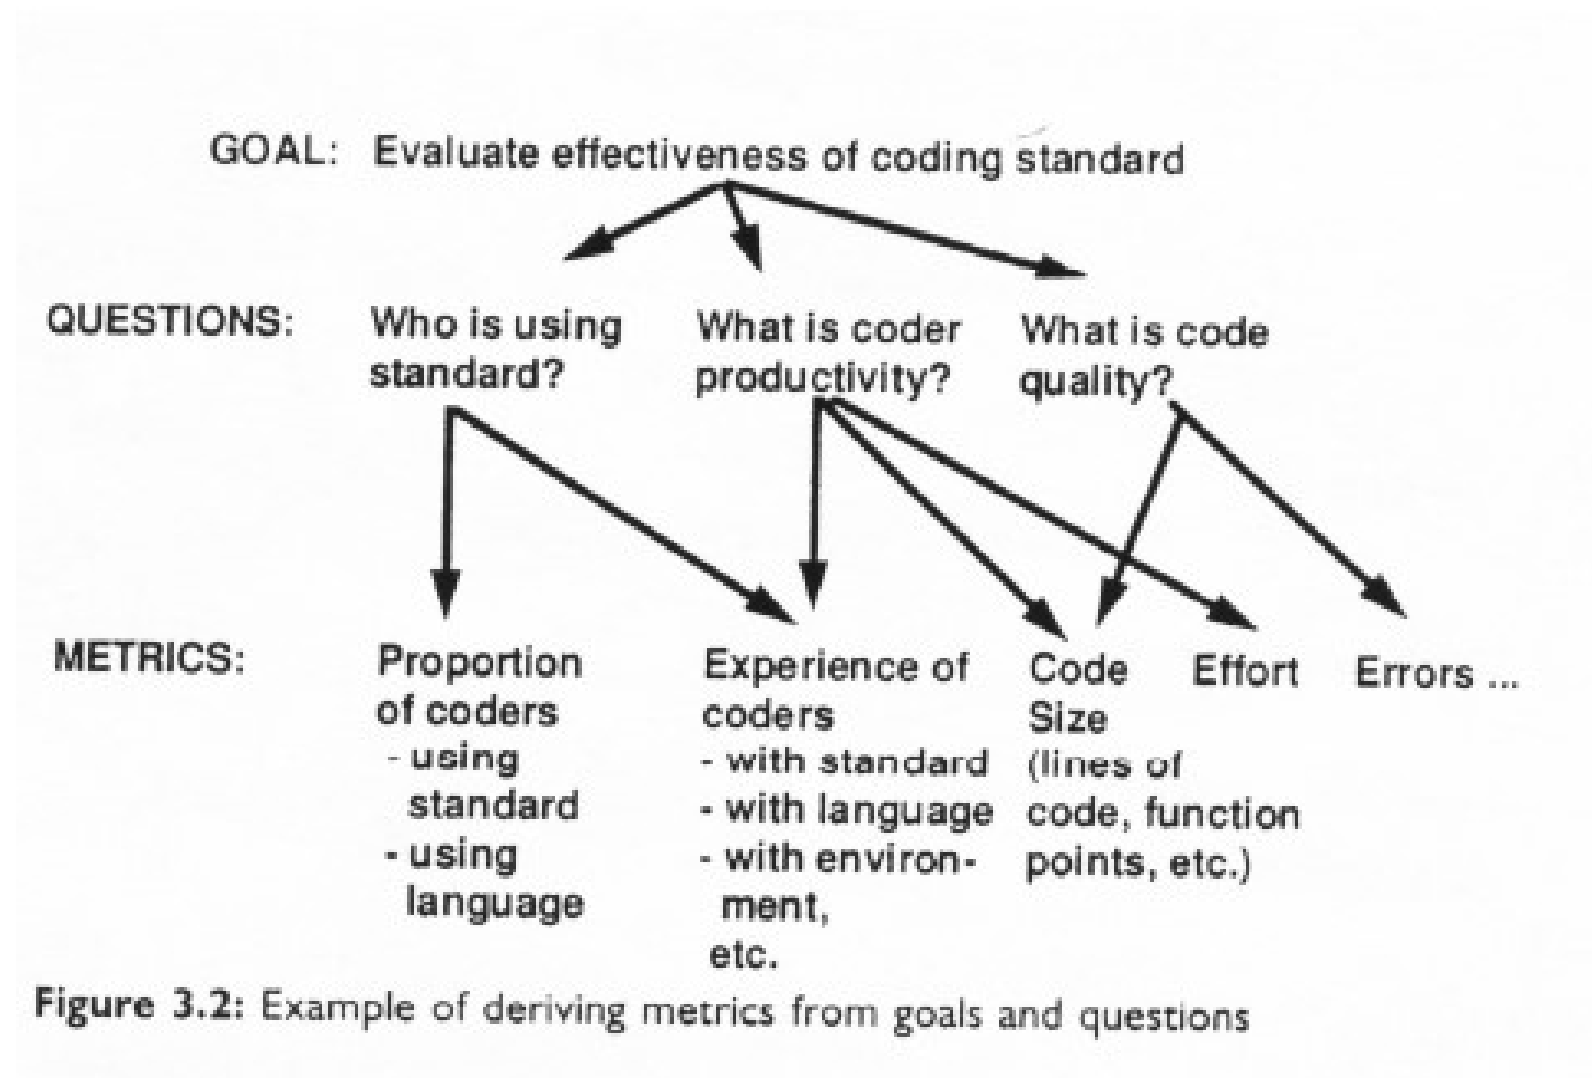 GOAL: Evaluate effectiveness of coding standard
QUESTIONS:
Who is using
standard?
What is coder
productivity?
What is code
quality?
METRICS:
Proportion
of coders
- using
standard
- using
language
Experience of
coders
- with standard
- with language
- with environ-
ment,
etc.
Code
Size
(lines of
code, function
points, etc.)
Effort
Errors ...
Figure 3.2: Example of deriving metrics from goals and questions